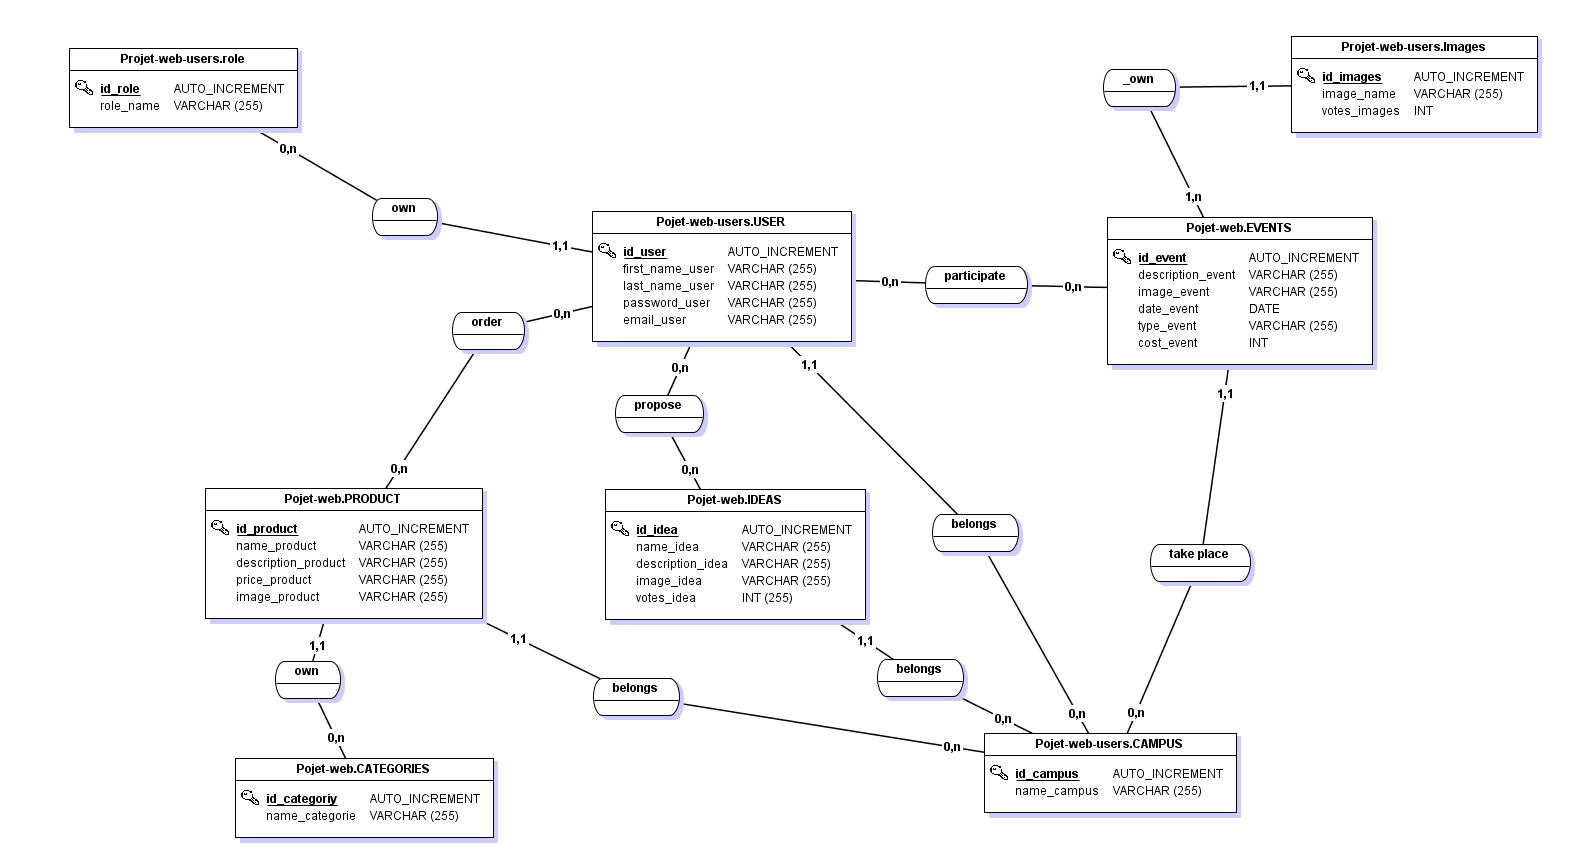 Pojet-web-users.role
id_role AUTO_INCREMENT
role_name VARCHAR (255)
0,n
own
1,1
Projet-web-users.Images
id_images AUTO_INCREMENT
image_name VARCHAR (255)
votes_images INT
_own
1,1
1,n
Pojet-web-users.USER
id_user AUTO_INCREMENT
first_name_user VARCHAR (255)
last_name_user VARCHAR (255)
password_user VARCHAR (255)
email_user VARCHAR (255)
0,n
participate
0,n
Pojet-web.EVENTS
id_event AUTO_INCREMENT
description_event VARCHAR (255)
image_event VARCHAR (255)
date_event DATE
type_event VARCHAR (255)
cost_event INT
0,n
order
0,n
0,n
propose
0,n
1,1
belongs
0,n
1,1
take place
0,n
Pojet-web.PRODUCT
id_product AUTO_INCREMENT
name_product VARCHAR (255)
description_product VARCHAR (255)
price_product VARCHAR (255)
image_product VARCHAR (255)
Pojet-web.IDEAS
id_idea AUTO_INCREMENT
name_idea VARCHAR (255)
description_idea VARCHAR (255)
image_idea VARCHAR (255)
votes_idea INT (255)
1,1
own
0,n
1,1
belongs
0,n
1,1
belongs
0,n
Pojet-web.CATEGORIES
id_categoriy AUTO_INCREMENT
name_categorie VARCHAR (255)
Pojet-web-users.CAMPUS
id_campus AUTO_INCREMENT
name_campus VARCHAR (255)